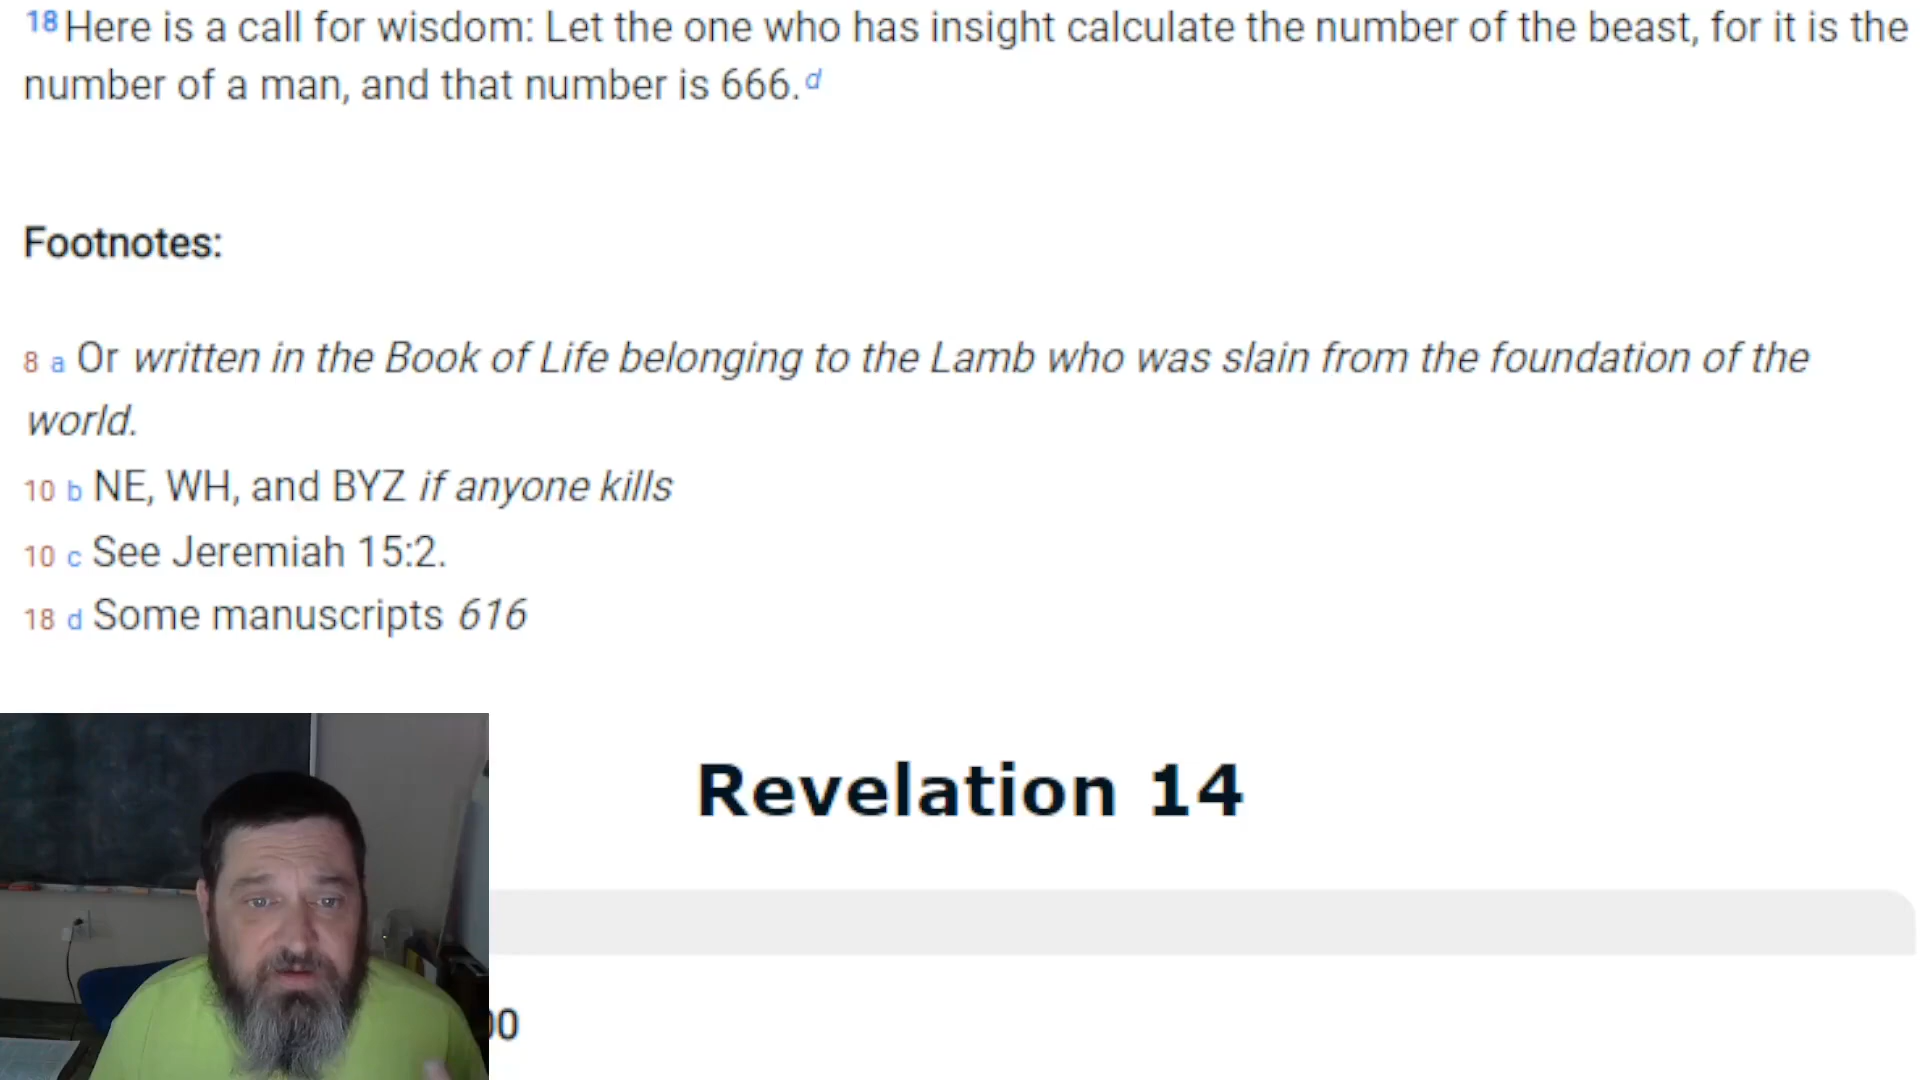 18 Here is a call for wisdom: Let the one who has insight calculate the number of the beast, for it is the
number of a man, and that number is 666. d
Footnotes:
8 a Or written in the Book of Life belonging to the Lamb who was slain from the foundation of the
world.
10 b NE, WH, and BYZ if anyone kills
10 c See Jeremiah 15:2.
18 d Some manuscripts 616
Revelation 14